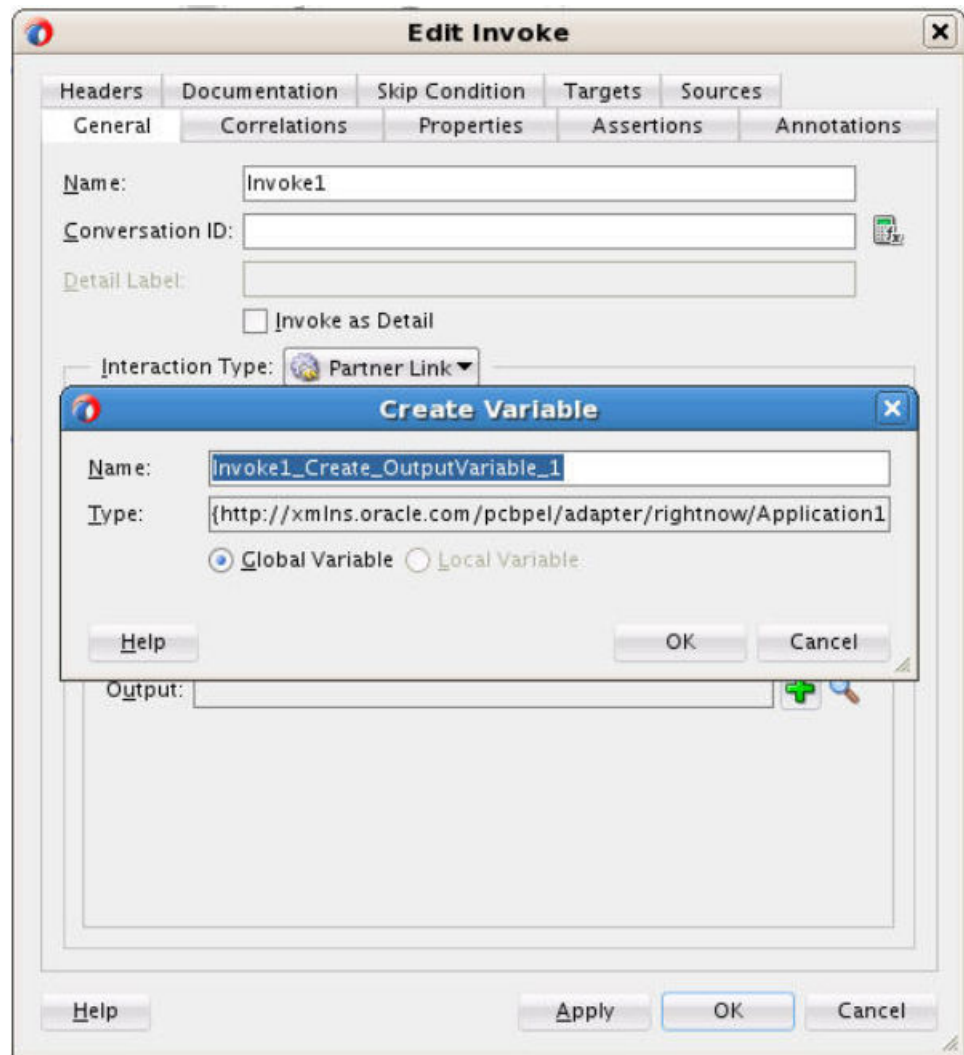 Edit Invoke
Headers Documentation Skip Condition Targets Sources
General Correlations Properties Assertions Annotations
Name: Invoke1
Conversation ID:
Detail Label:
Invoke as Detail
Interaction Type: Partner Link
Create Variable
Name: Invoke1_Create_OutputVariable_1
Type: {http://xmlns.oracle.com/pcbpel/adapter/rightnow/Application1
Global Variable Local Variable
Help OK Cancel
Output:
Help Apply OK Cancel